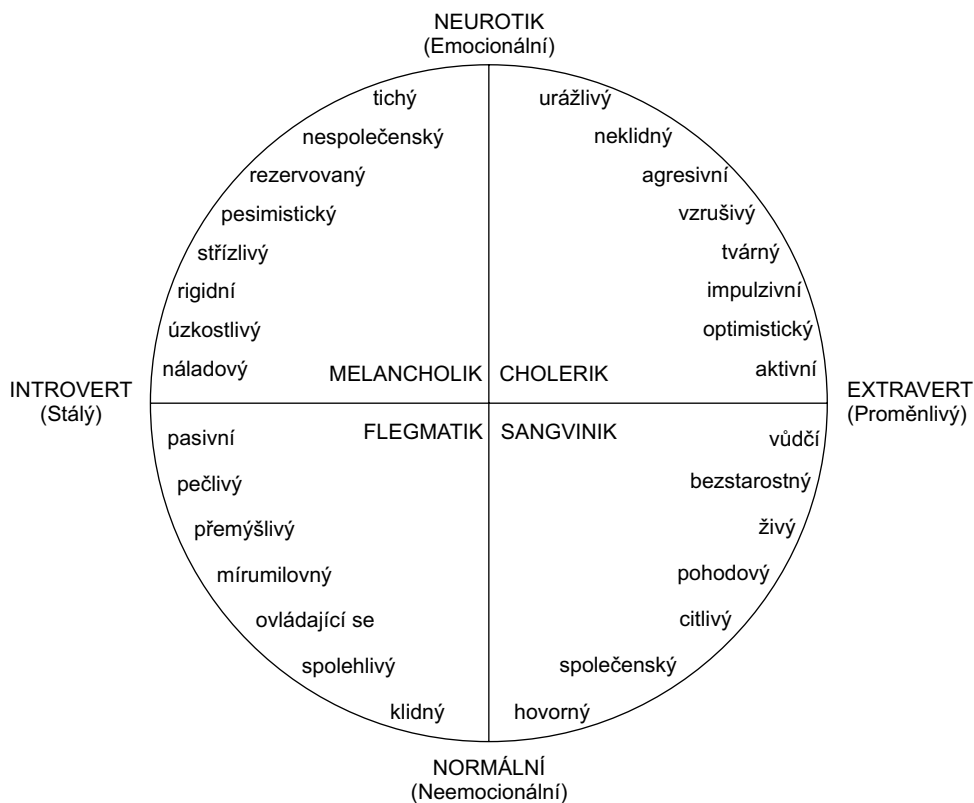 NEUROTIK
(Emocionální)
tichý
urážlivý
nespolečenský
neklidný
rezervovaný
agresivní
pesimistický
vzrušivý
střízlivý
tvárný
rigidní
impulzivní
úzkostlivý
optimistický
náladový
MELANCHOLIK
CHOLERIK
aktivní
INTROVERT
(Stálý)
EXTRAVERT
(Proměnlivý)
pasivní
FLEGMATIK
SANGVINIK
vůdčí
pečlivý
bezstarostný
přemýšlivý
živý
mírumilovný
pohodový
ovládající se
citlivý
spolehlivý
společenský
klidný
hovorný
NORMÁLNÍ
(Neemocionální)